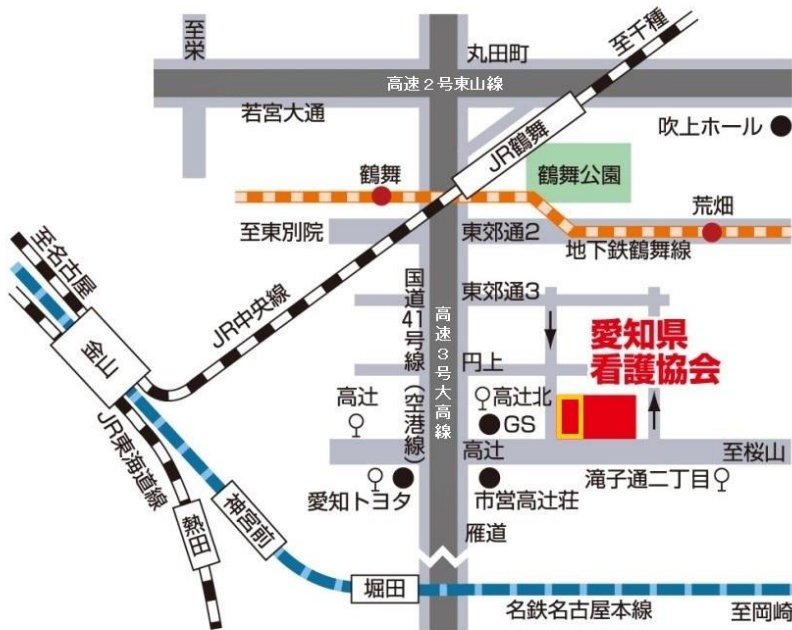 至栄
丸田町
至千種
高速2号東山線
若宮大通
吹上ホール
JR鶴舞
鶴舞公園
鶴舞
荒畑
至東別院
東郊通2
地下鉄鶴舞線
至名古屋
JR中央線
国道41号線(空港線)
高速3号大高線
東郊通3
愛知県
看護協会
円上
金山
高辻
高辻北
GS
高辻
至桜山
JR東海道線
愛知トヨタ
市営高辻荘
滝子通二丁目
神宮前
熱田
雁道
堀田
名鉄名古屋本線
至岡崎